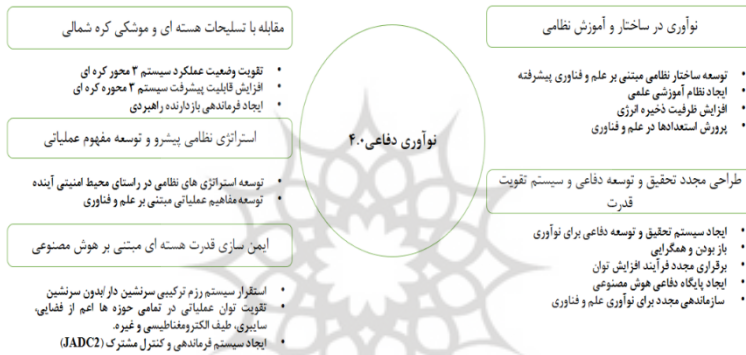 نوآوری در ساختار و آموزش نظامی
توسعه ساختار نظامی مبتنی بر علم و فناوری پیشرفته
ایجاد نظام آموزشی علمی
افزایش ظرفیت ذخیره انرژی
پرورش استعدادها در علم و فناوری
طراحی مجدد تحقیق و توسعه دفاعی و سیستم تقویت
قدرت
ایجاد سیستم تحقیق و توسعه دفاعی برای نوآوری
باز بودن و همگرایی
برقراری مجدد فرآیند افزایش توان
ایجاد پایگاه دفاعی هوش مصنوعی
سازماندهی مجدد برای نوآوری علم و فناوری
نوآوری دفاعی۴.۰
مقابله با تسلیحات هسته ای و موشکی کره شمالی
تقویت وضعیت عملکرد سیستم ۳ محور کره ای
افزایش قابلیت پیشرفت سیستم ۳ محوره کره ای
ایجاد فرماندهی بازدارنده راهبردی
استراتژی نظامی پیشرو و توسعه مفهوم عملیاتی
توسعه استراتژی های نظامی در راستای محیط امنیتی آینده
توسعه مفاهیم عملیاتی مبتنی بر علم و فناوری
ایمن سازی قدرت هسته ای مبتنی بر هوش مصنوعی
استقرار سیستم رزم ترکیبی سرنشین دار/بدون سرنشین
تقویت توان عملیاتی در تمامی حوزه ها اعم از فضایی،
سایبری، طیف الکترومغناطیسی و غیره.
ایجاد سیستم فرماندهی و کنترل مشترک (JADC2)